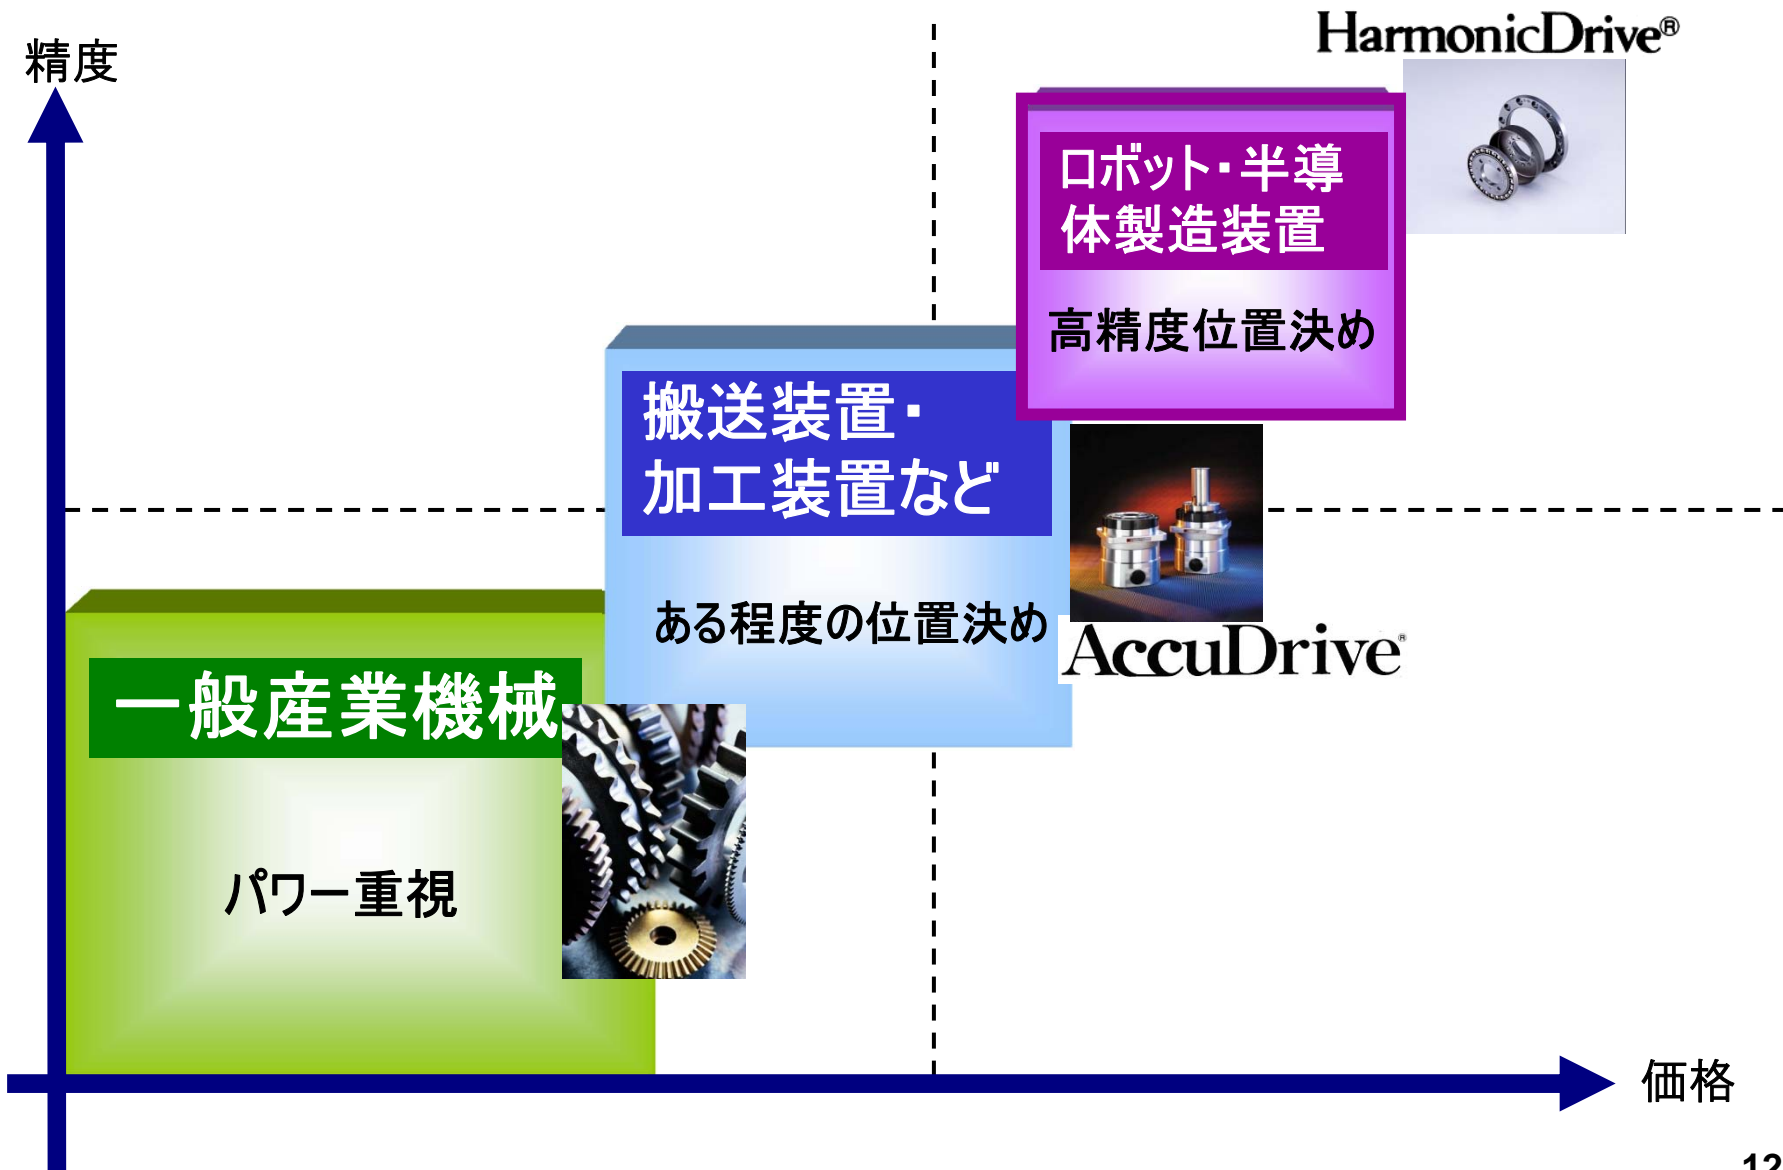 HarmonicDrive®
精度
ロボット・半導
体製造装置
高精度位置決め
搬送装置・
加工装置など
ある程度の位置決め
AccuDrive®
一般産業機械
パワー重視
価格
12